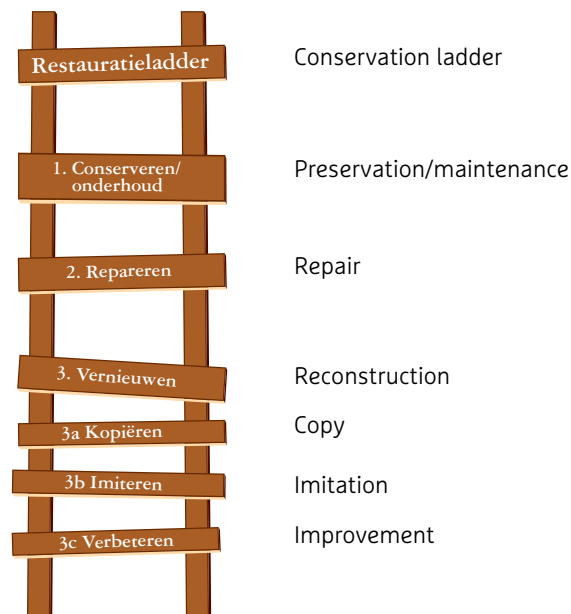 Restauratieladder Conservation ladder
1. Conserveren/ Preservation/maintenance
onderhoud
2. Repareren Repair
3. Vernieuwen Reconstruction
3a Kopiëren Copy
3b Imiteren Imitation
3c Verbeteren Improvement